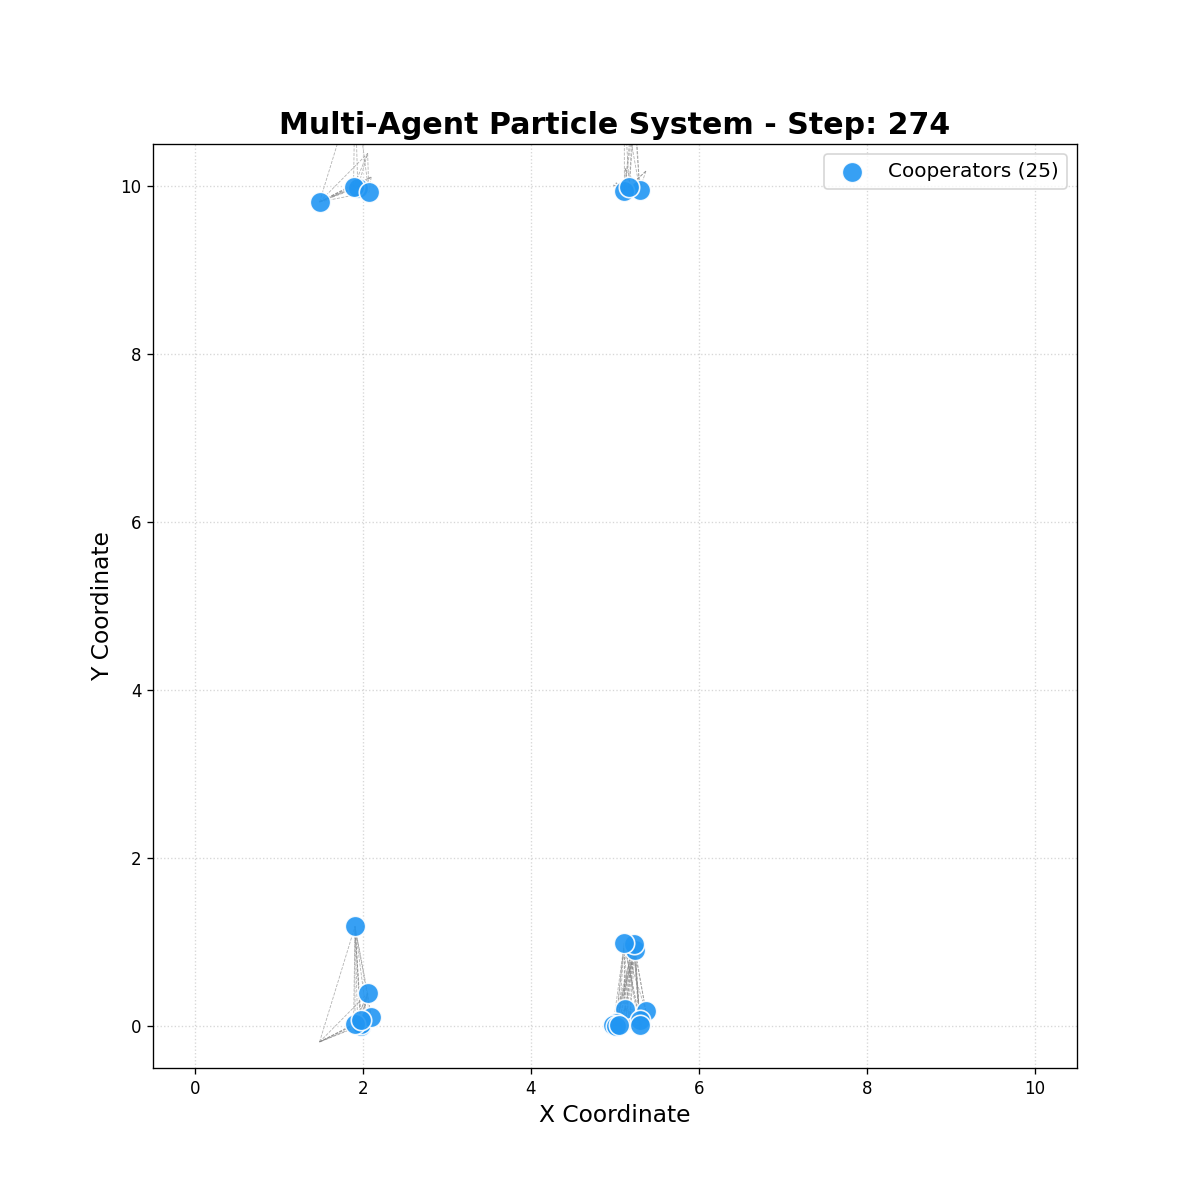 Multi-Agent Particle System - Step: 274
Cooperators (25)
10
8
6
4
2
0
Y Coordinate
0 2 4 6 8 10
X Coordinate